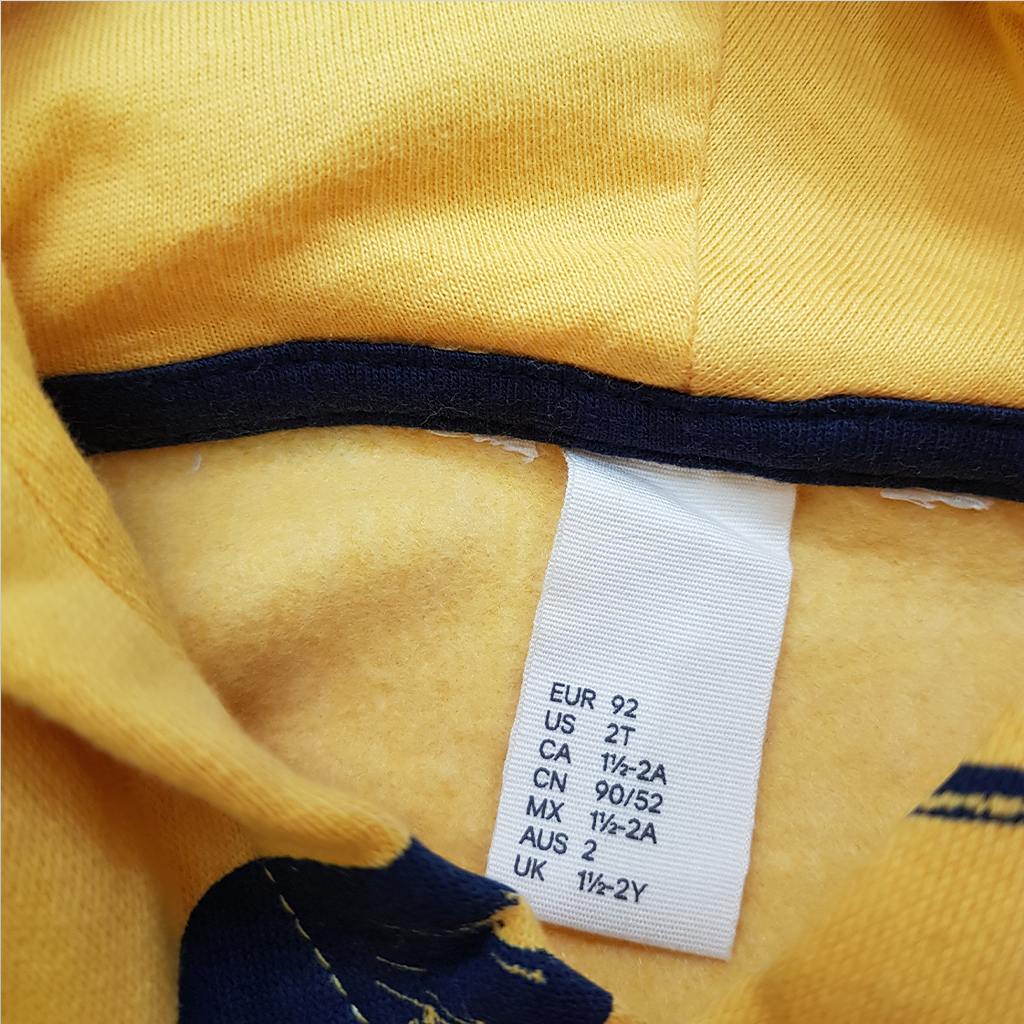 EUR 92
US 2T
CA 1½-2A
CN 90/52
MX 1½-2A
AUS 2
UK 1½-2Y